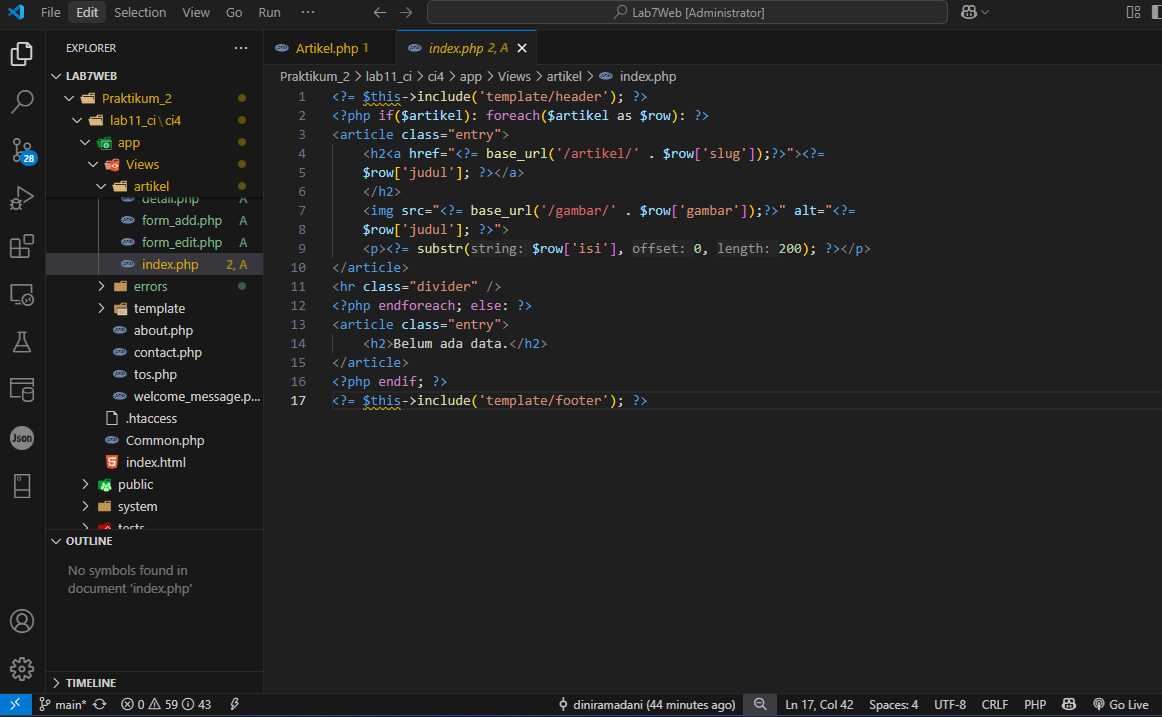 File Edit Selection View Go Run ··· Lab7Web [Administrator]
EXPLORER ···
LAB7WEB
Praktikum_2
lab11_ci \ ci4
app
Views
artikel
detail.php A
form_add.php A
form_edit.php A
index.php 2, A
errors
template
about.php
contact.php
tos.php
welcome_message.p...
.htaccess
Common.php
index.html
public
system
tests
OUTLINE
No symbols found in
document 'index.php'
TIMELINE
28
Json
Artikel.php 1
index.php 2, A
Praktikum_2 > lab11_ci > ci4 > app > Views > artikel > index.php
1 <?= $this->include('template/header'); ?>
2 <?php if($artikel): foreach($artikel as $row): ?>
3 <article class="entry">
4 <h2<a href="<?= base_url('/artikel/' . $row['slug']);?>"><?=
5 $row['judul']; ?></a>
6 </h2>
7 <img src="<?= base_url('/gambar/' . $row['gambar']);?>" alt="<?=
8 $row['judul']; ?>">
9 <p><?= substr(string: $row['isi'], offset: 0, length: 200); ?></p>
10 </article>
11 <hr class="divider" />
12 <?php endforeach; else: ?>
13 <article class="entry">
14 <h2>Belum ada data.</h2>
15 </article>
16 <?php endif; ?>
17 <?= $this->include('template/footer'); ?>
main* 0 59 43 diniramadani (44 minutes ago) Ln 17, Col 42 Spaces: 4 UTF-8 CRLF PHP Go Live